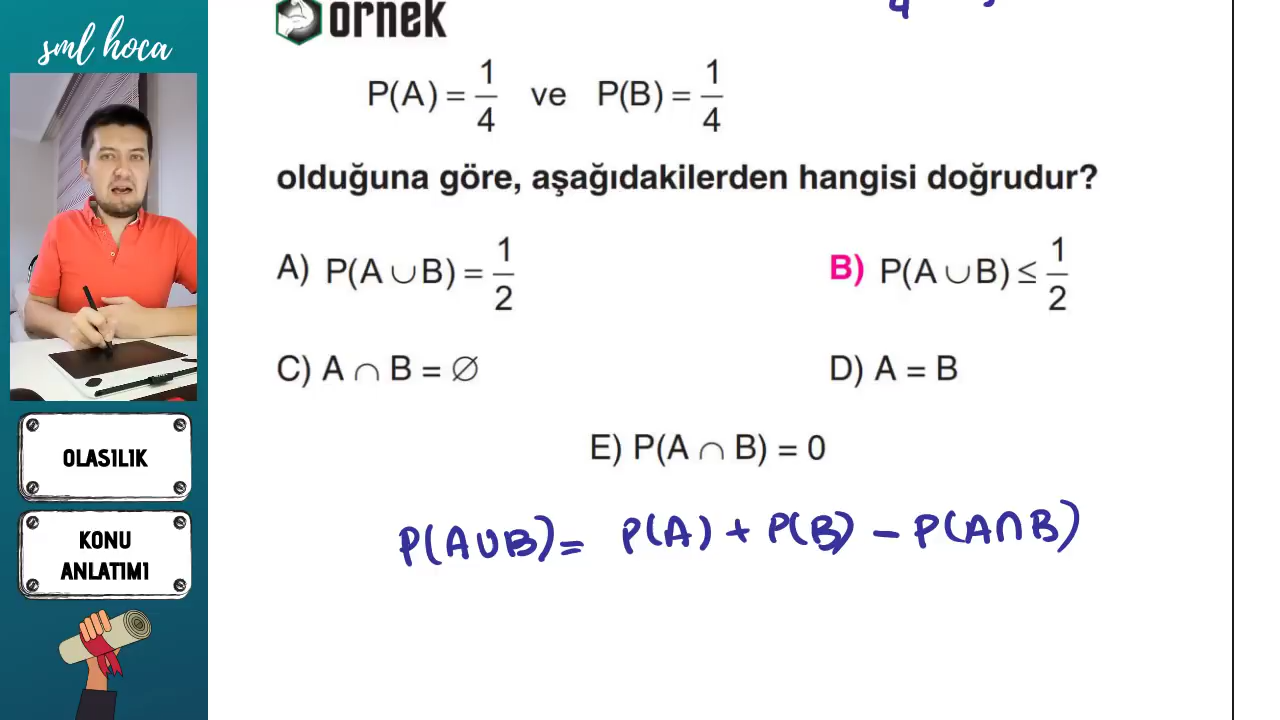 sml hoca
OLASILIK
KONU
ANLATIMI
örnek
P(A) = 1/4 ve P(B) = 1/4
olduğuna göre, aşağıdakilerden hangisi doğrudur?
A) P(A ∪ B) = 1/2
B) P(A ∪ B) ≤ 1/2
C) A ∩ B = ∅
D) A = B
E) P(A ∩ B) = 0
P(A∪B) = P(A) + P(B) - P(A∩B)